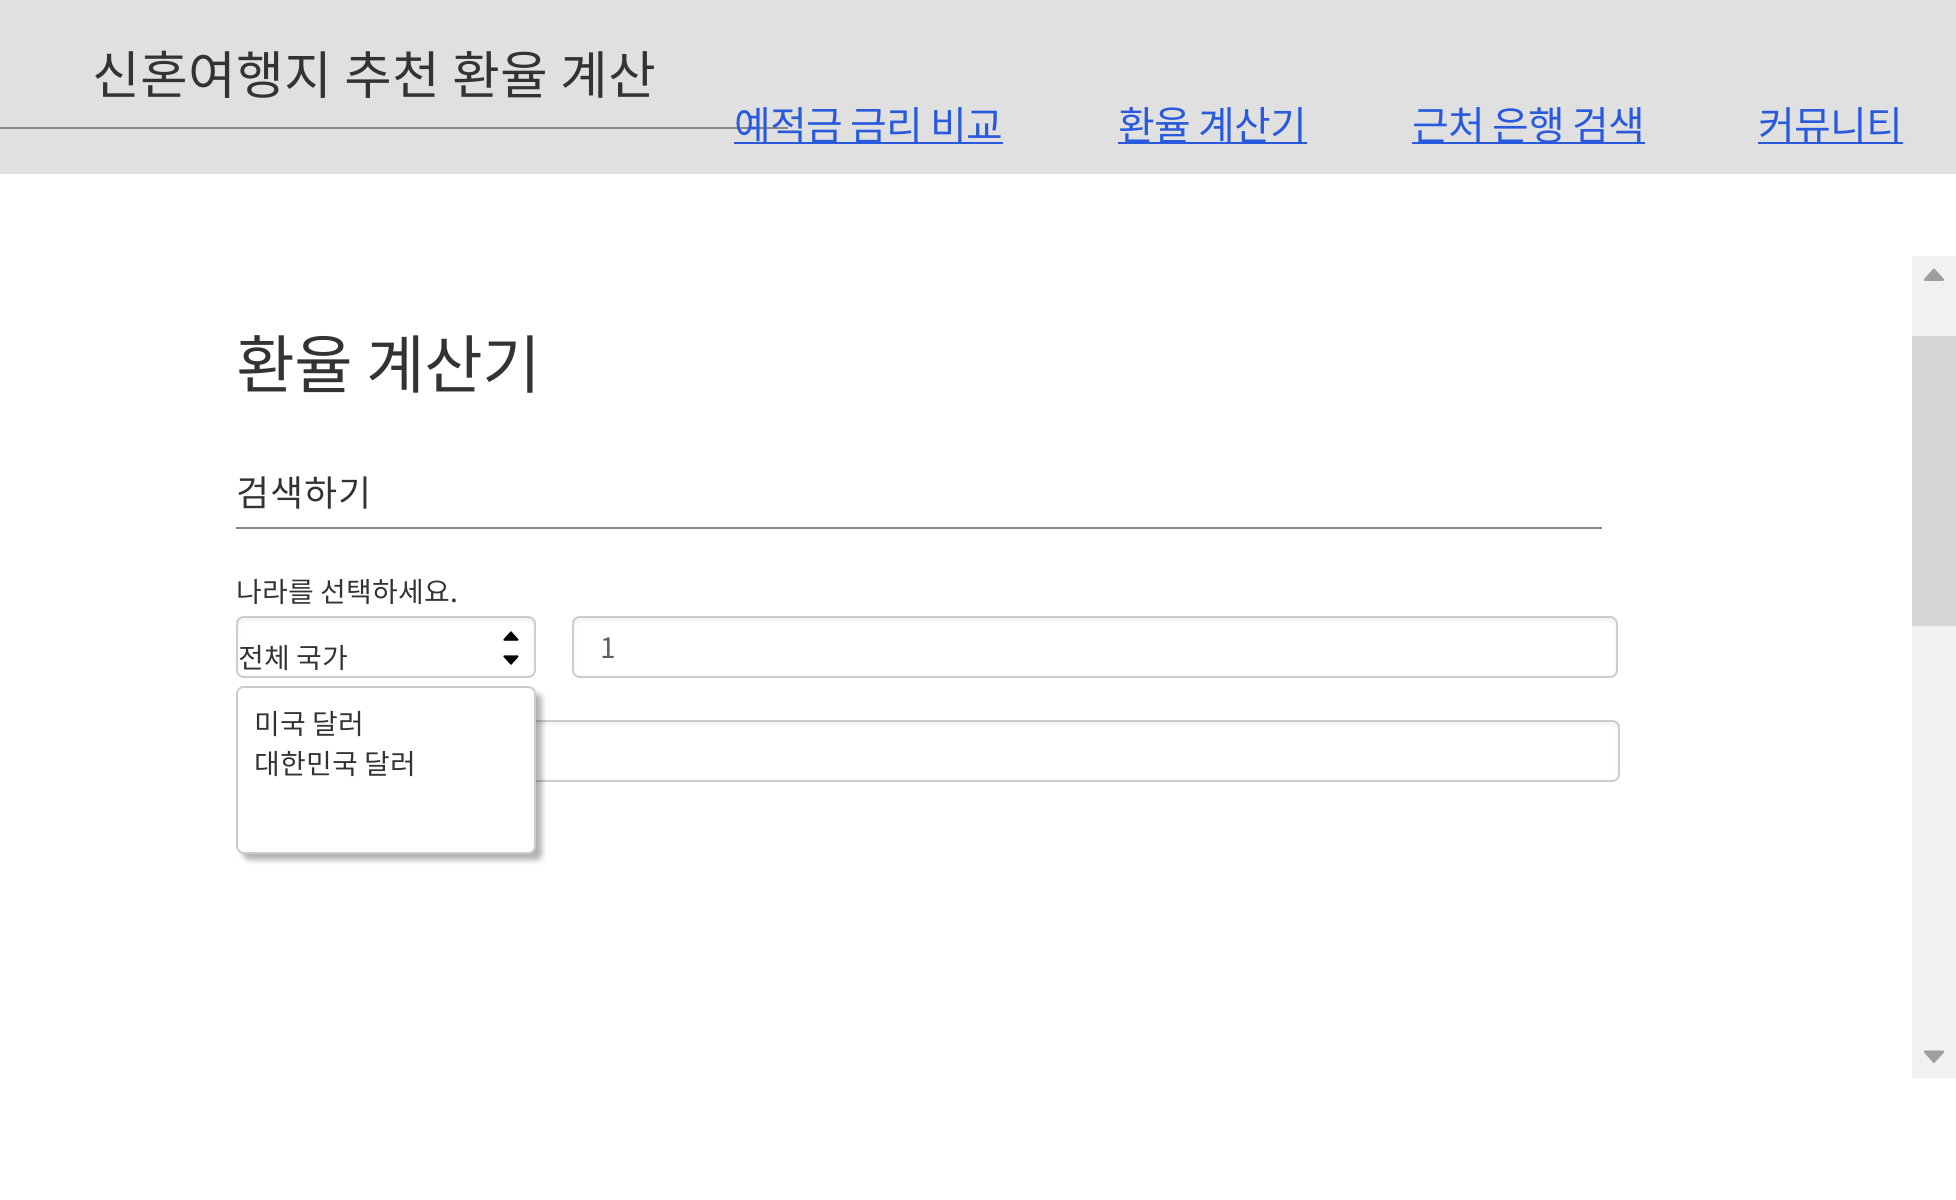 신혼여행지 추천 환율 계산
예적금 금리 비교
환율 계산기
근처 은행 검색
커뮤니티
환율 계산기
검색하기
나라를 선택하세요.
전체 국가
1
미국 달러
대한민국 달러